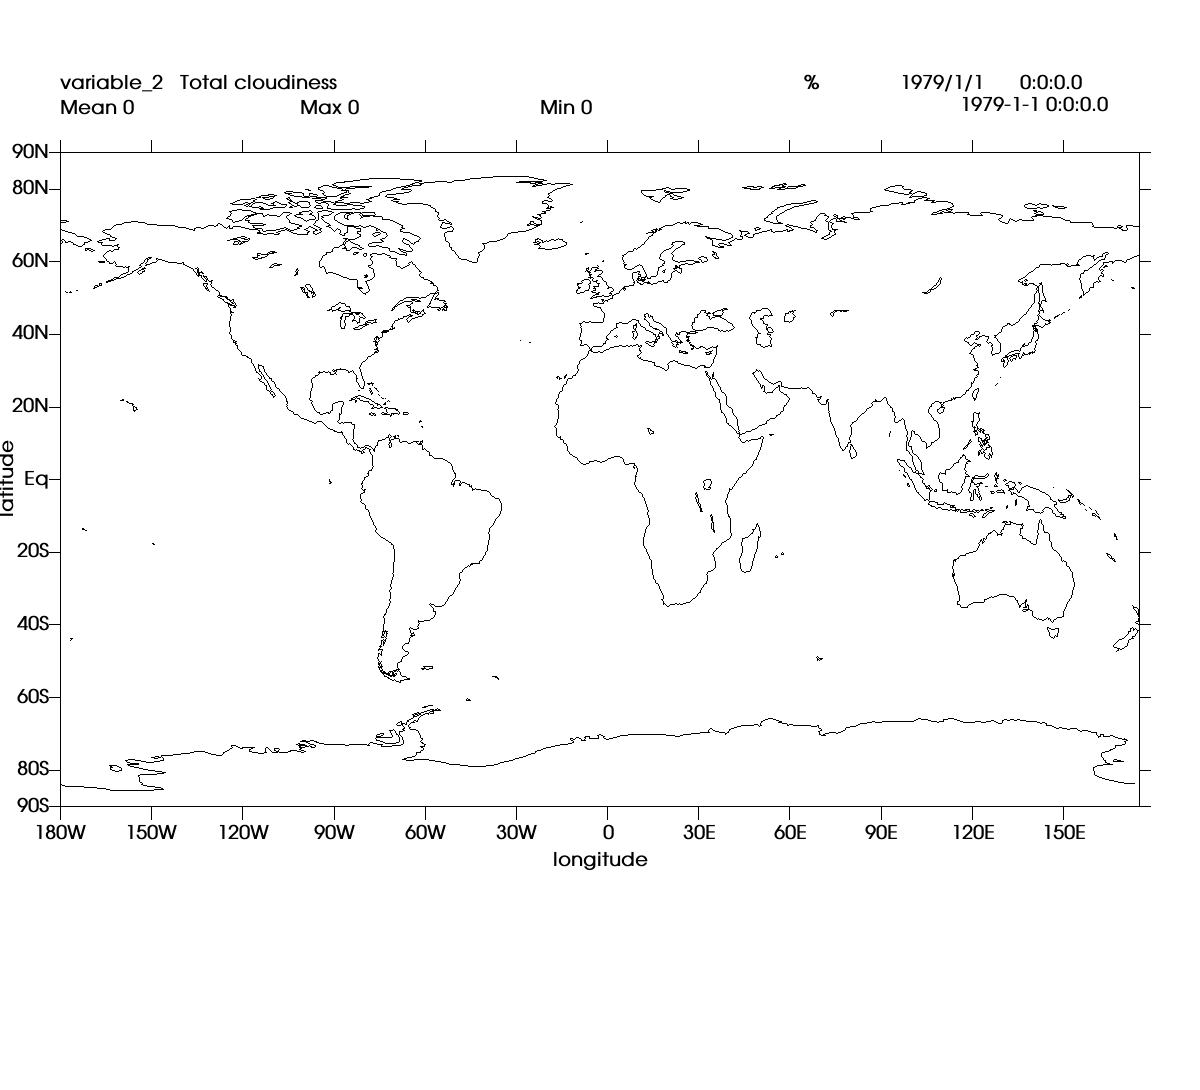 variable_2 Total cloudiness % 1979/1/1 0:0:0.0
Mean 0 Max 0 Min 0 1979-1-1 0:0:0.0
90N
80N
60N
40N
20N
Eq
20S
40S
60S
80S
90S
latitude
180W 150W 120W 90W 60W 30W 0 30E 60E 90E 120E 150E
longitude